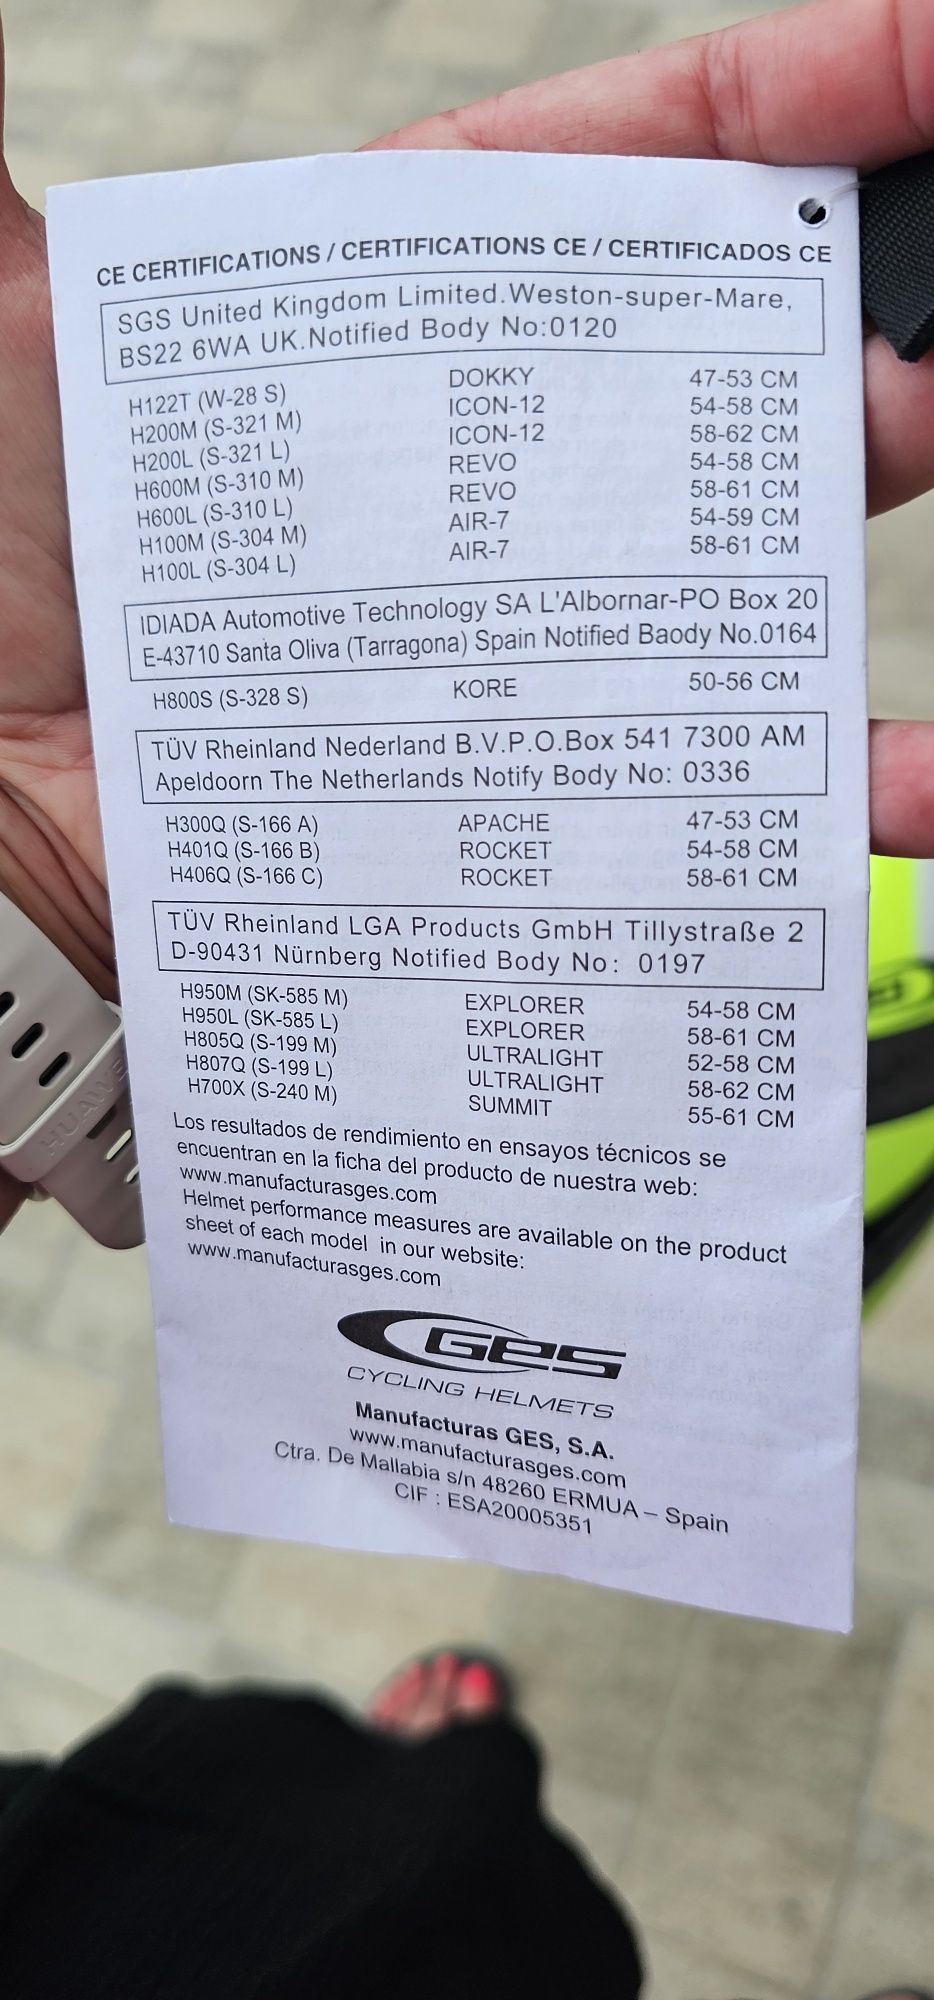 CE CERTIFICATIONS / CERTIFICATIONS CE / CERTIFICADOS CE
SGS United Kingdom Limited.Weston-super-Mare,
BS22 6WA UK.Notified Body No:0120
H122T (W-28 S) DOKKY 47-53 CM
H200M (S-321 M) ICON-12 54-58 CM
H200L (S-321 L) ICON-12 58-62 CM
H600M (S-310 M) REVO 54-58 CM
H600L (S-310 L) REVO 58-61 CM
H100M (S-304 M) AIR-7 54-59 CM
H100L (S-304 L) AIR-7 58-61 CM
IDIADA Automotive Technology SA L'Albornar-PO Box 20
E-43710 Santa Oliva (Tarragona) Spain Notified Baody No.0164
H800S (S-328 S) KORE 50-56 CM
TÜV Rheinland Nederland B.V.P.O.Box 541 7300 AM
Apeldoorn The Netherlands Notify Body No: 0336
H300Q (S-166 A) APACHE 47-53 CM
H401Q (S-166 B) ROCKET 54-58 CM
H406Q (S-166 C) ROCKET 58-61 CM
TÜV Rheinland LGA Products GmbH Tillystraße 2
D-90431 Nürnberg Notified Body No: 0197
H950M (SK-585 M) EXPLORER 54-58 CM
H950L (SK-585 L) EXPLORER 58-61 CM
H805Q (S-199 M) ULTRALIGHT 52-58 CM
H807Q (S-199 L) ULTRALIGHT 58-62 CM
H700X (S-240 M) SUMMIT 55-61 CM
Los resultados de rendimiento en ensayos técnicos se
encuentran en la ficha del producto de nuestra web:
www.manufacturasges.com
Helmet performance measures are available on the product
sheet of each model in our website:
www.manufacturasges.com
GES
CYCLING HELMETS
Manufacturas GES, S.A.
www.manufacturasges.com
Ctra. De Mallabia s/n 48260 ERMUA – Spain
CIF : ESA20005351
HUAWEI